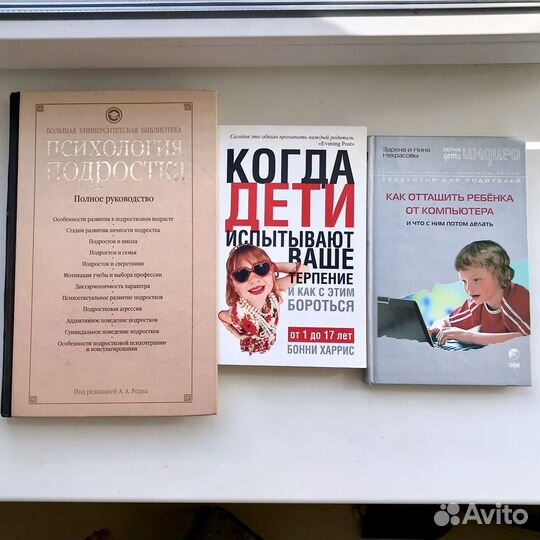 БОЛЬШАЯ УНИВЕРСИТЕТСКАЯ БИБЛИОТЕКА
ПСИХОЛОГИЯ
ПОДРОСТКА
Полное руководство
Особенности развития в подростковом возрасте
Стадии развития личности подростка
Подросток и школа
Подросток и семья
Подросток и сверстники
Мотивация учебы и выбора профессии
Дисгармоничность характера
Психосексуальное развитие подростков
Подростковая агрессия
Аддиктивное поведение подростков
Суицидальное поведение подростков
Особенности подростковой психотерапии
и консультирования
Под редакцией А. А. Реана
Сегодня это обязан прочитать каждый родитель.
«Evening Post»
КОГДА
ДЕТИ
ИСПЫТЫВАЮТ
ВАШЕ
ТЕРПЕНИЕ
И КАК С ЭТИМ
БОРОТЬСЯ
от 1 до 17 лет
БОННИ ХАРРИС
Заряна и Нина
Некрасовы
серия
дети
индиго
РЕПЕТИТОР ДЛЯ РОДИТЕЛЕЙ
КАК ОТТАЩИТЬ РЕБЁНКА
ОТ КОМПЬЮТЕРА
И ЧТО С НИМ ПОТОМ ДЕЛАТЬ
Avito